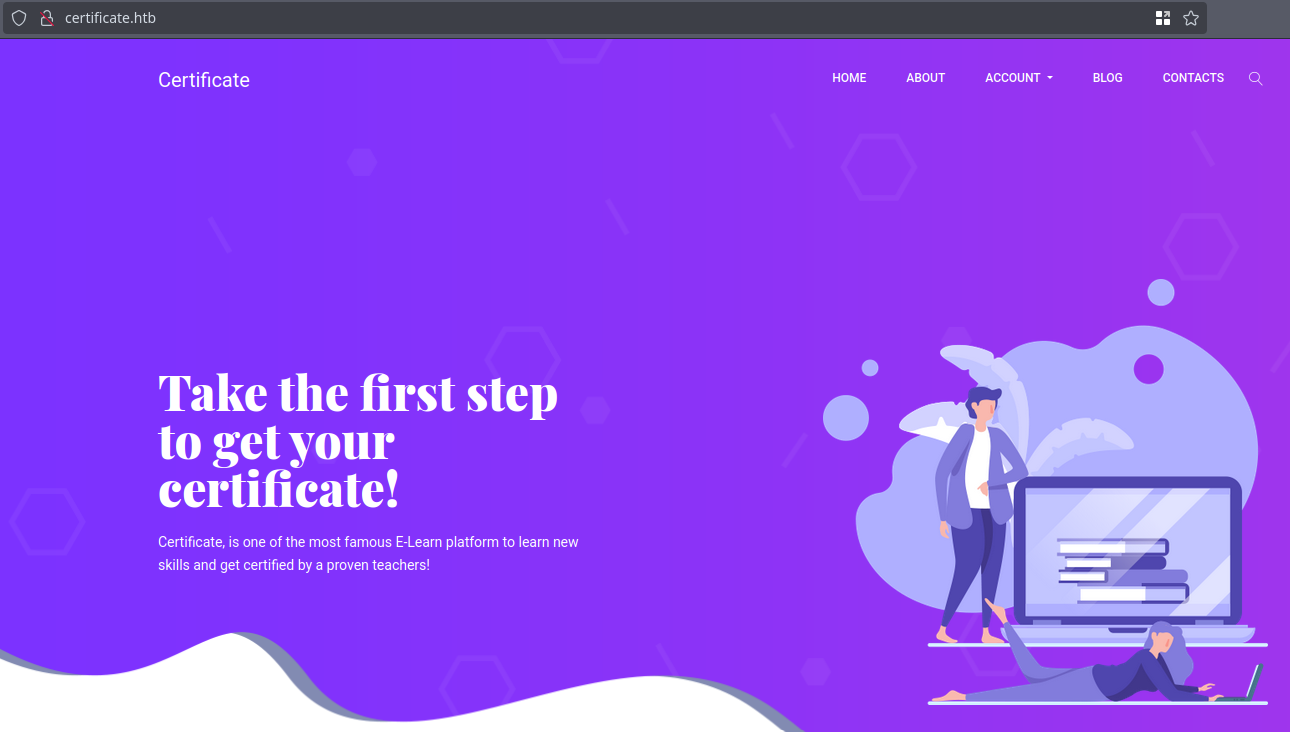 certificate.htb
Certificate
HOME ABOUT ACCOUNT BLOG CONTACTS
Take the first step
to get your
certificate!
Certificate, is one of the most famous E-Learn platform to learn new
skills and get certified by a proven teachers!